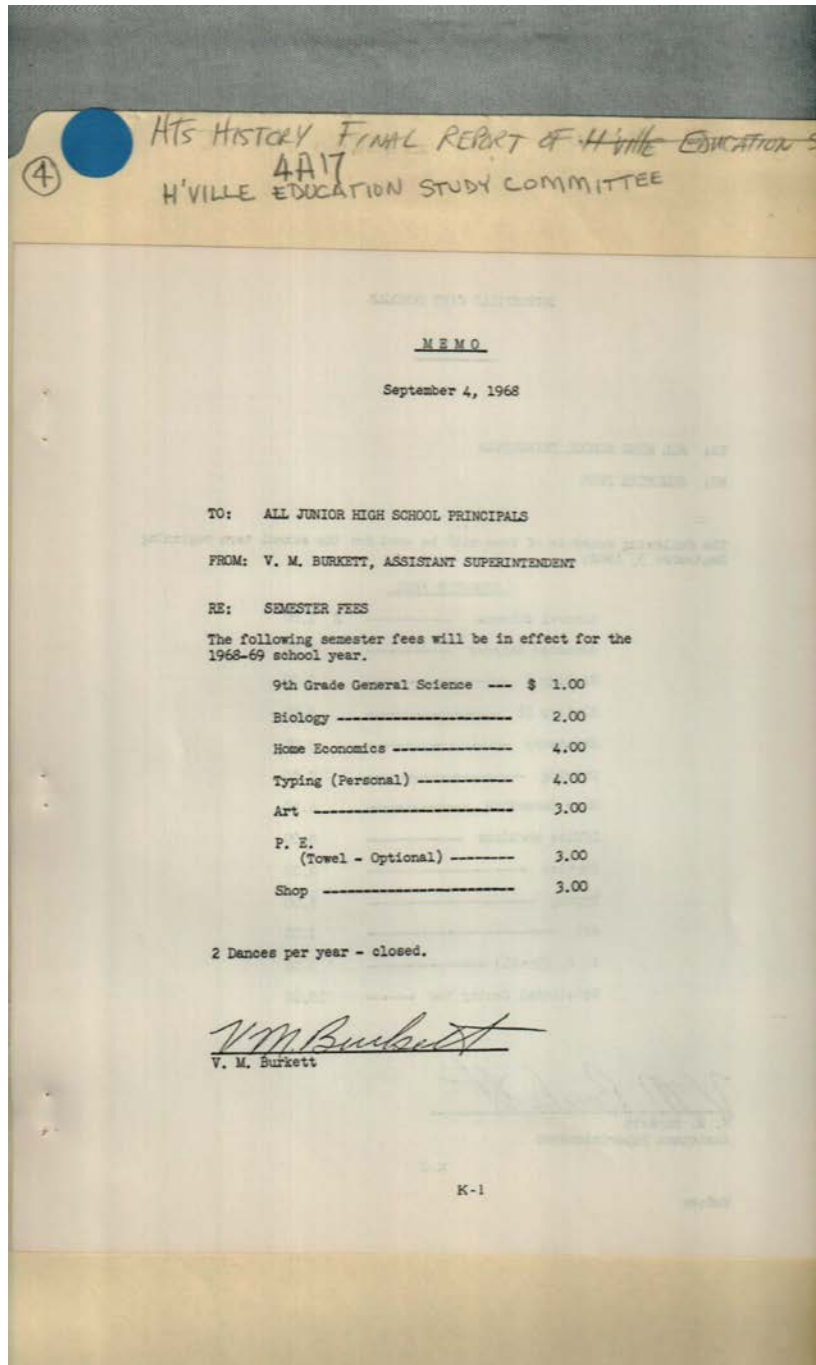 HTS HISTORY FINAL REPORT OF H'ville EDUCATION S
④ 4A17
H'VILLE EDUCATION STUDY COMMITTEE
MEMO
September 4, 1968
TO: ALL JUNIOR HIGH SCHOOL PRINCIPALS
FROM: V. M. BURKETT, ASSISTANT SUPERINTENDENT
RE: SEMESTER FEES
The following semester fees will be in effect for the
1968-69 school year.
9th Grade General Science --- $ 1.00
Biology ----------------------- 2.00
Home Economics --------------- 4.00
Typing (Personal) ------------ 4.00
Art -------------------------- 3.00
P. E.
(Towel - Optional) -------- 3.00
Shop ------------------------- 3.00
2 Dances per year - closed.
V M Burkett
V. M. Burkett
K-1